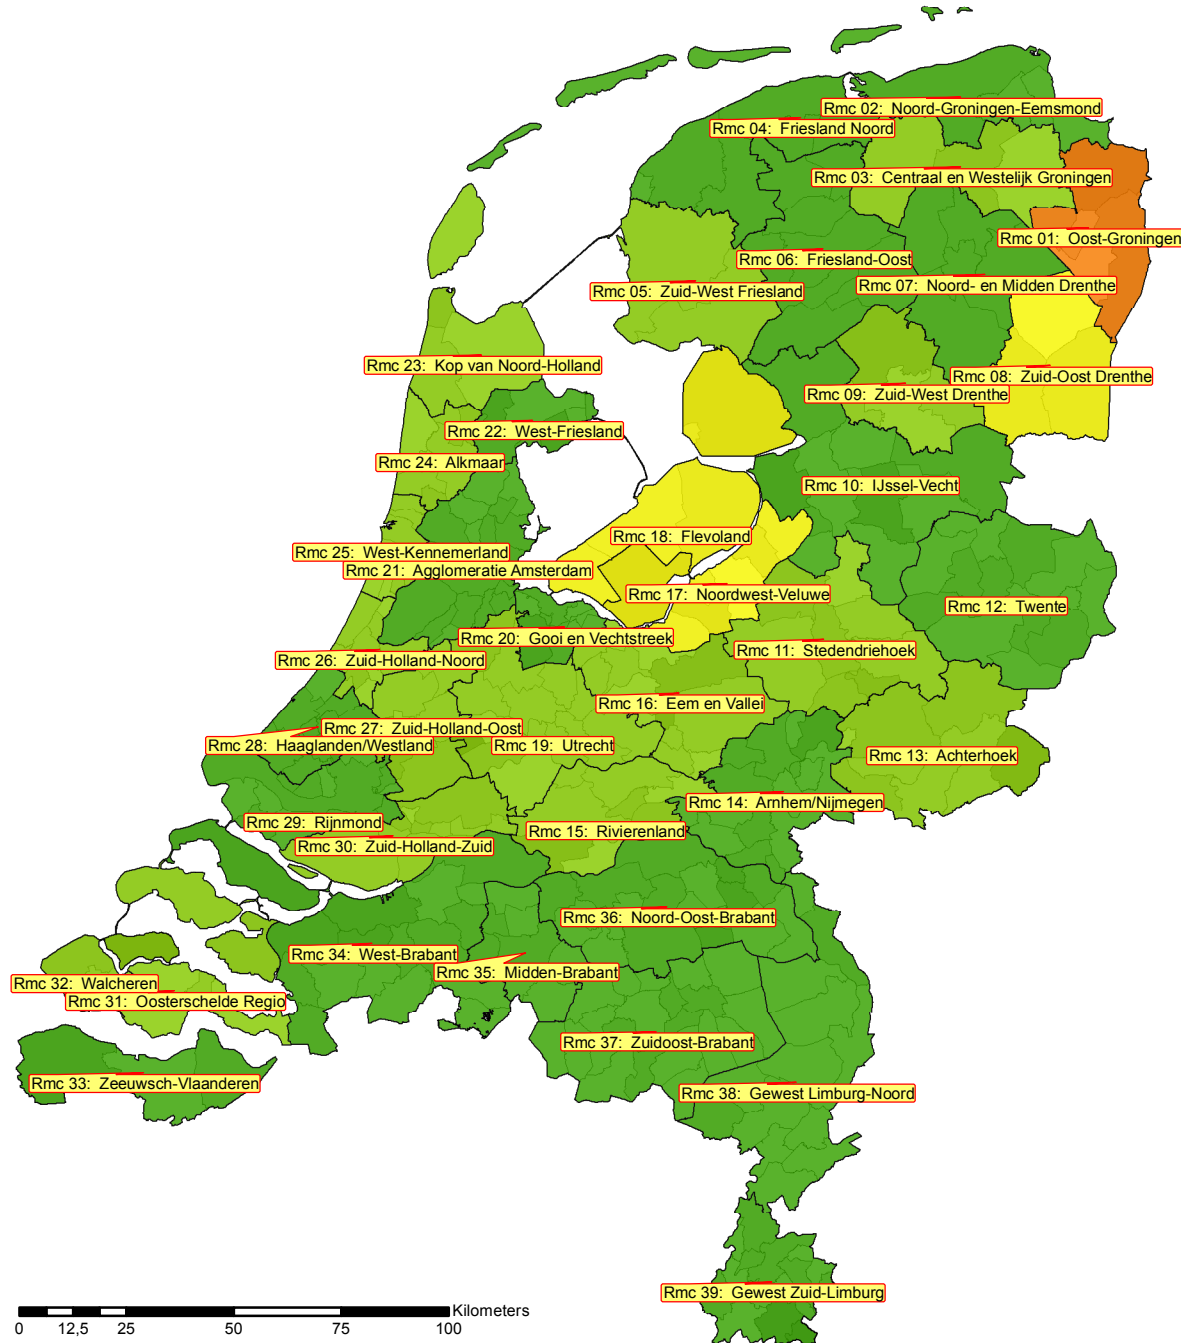 Rmc 02: Noord-Groningen-Eemsmond
Rmc 04: Friesland Noord
Rmc 03: Centraal en Westelijk Groningen
Rmc 01: Oost-Groningen
Rmc 06: Friesland-Oost
Rmc 07: Noord- en Midden Drenthe
Rmc 05: Zuid-West Friesland
Rmc 23: Kop van Noord-Holland
Rmc 08: Zuid-Oost Drenthe
Rmc 09: Zuid-West Drenthe
Rmc 22: West-Friesland
Rmc 24: Alkmaar
Rmc 10: IJssel-Vecht
Rmc 18: Flevoland
Rmc 25: West-Kennemerland
Rmc 21: Agglomeratie Amsterdam
Rmc 17: Noordwest-Veluwe
Rmc 12: Twente
Rmc 20: Gooi en Vechtstreek
Rmc 11: Stedendriehoek
Rmc 26: Zuid-Holland-Noord
Rmc 16: Eem en Vallei
Rmc 27: Zuid-Holland-Oost
Rmc 28: Haaglanden/Westland
Rmc 19: Utrecht
Rmc 13: Achterhoek
Rmc 14: Arnhem/Nijmegen
Rmc 29: Rijnmond
Rmc 15: Rivierenland
Rmc 30: Zuid-Holland-Zuid
Rmc 36: Noord-Oost-Brabant
Rmc 34: West-Brabant
Rmc 35: Midden-Brabant
Rmc 32: Walcheren
Rmc 31: Oosterschelde Regio
Rmc 37: Zuidoost-Brabant
Rmc 33: Zeeuwsch-Vlaanderen
Rmc 38: Gewest Limburg-Noord
Rmc 39: Gewest Zuid-Limburg
Kilometers
0 12,5 25 50 75 100